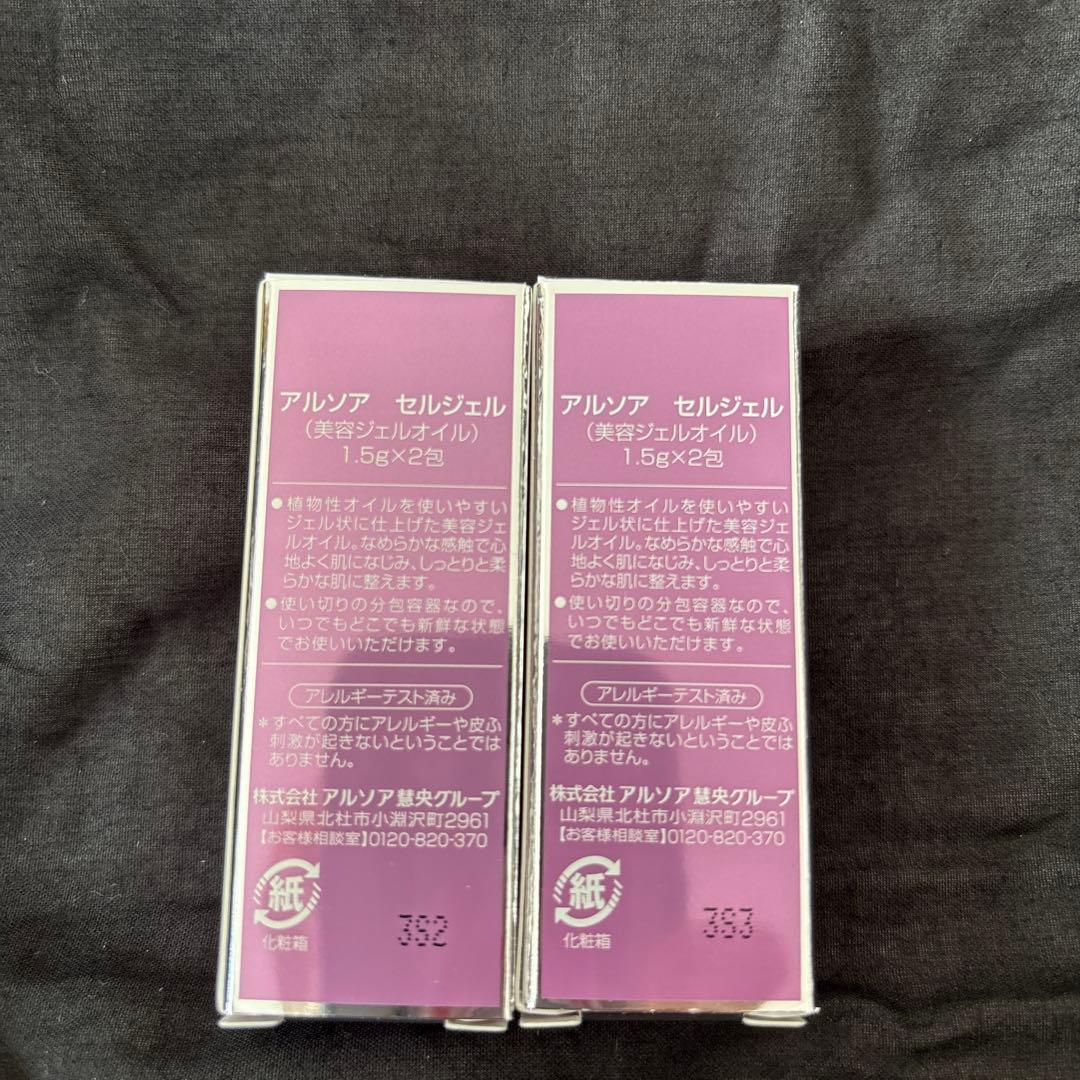 アルソア セルジェル
(美容ジェルオイル)
1.5g×2包
●植物性オイルを使いやすい
ジェル状に仕上げた美容ジェ
ルオイル。なめらかな感触で心
地よく肌になじみ、しっとりと柔
らかな肌に整えます。
●使い切りの分包容器なので、
いつでもどこでも新鮮な状態
でお使いいただけます。
アレルギーテスト済み
*すべての方にアレルギーや皮ふ
刺激が起きないということでは
ありません。
株式会社 アルソア慧央グループ
山梨県北杜市小淵沢町2961
【お客様相談室】0120-820-370
紙
化粧箱
3S2
アルソア セルジェル
(美容ジェルオイル)
1.5g×2包
●植物性オイルを使いやすい
ジェル状に仕上げた美容ジェ
ルオイル。なめらかな感触で心
地よく肌になじみ、しっとりと柔
らかな肌に整えます。
●使い切りの分包容器なので、
いつでもどこでも新鮮な状態
でお使いいただけます。
アレルギーテスト済み
*すべての方にアレルギーや皮ふ
刺激が起きないということでは
ありません。
株式会社 アルソア慧央グループ
山梨県北杜市小淵沢町2961
【お客様相談室】0120-820-370
紙
化粧箱
3S3